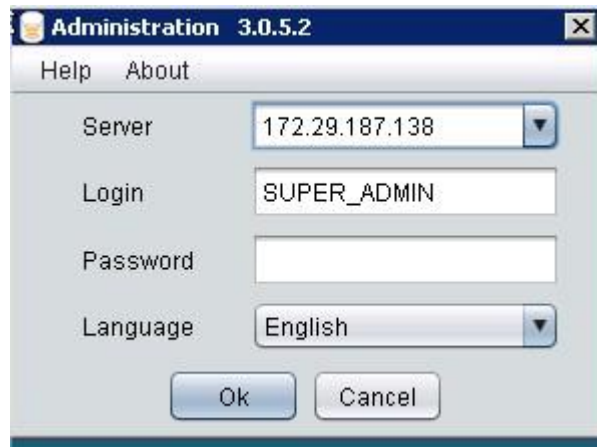 Administration 3.0.5.2
Help About
Server 172.29.187.138
Login SUPER_ADMIN
Password
Language English
Ok Cancel